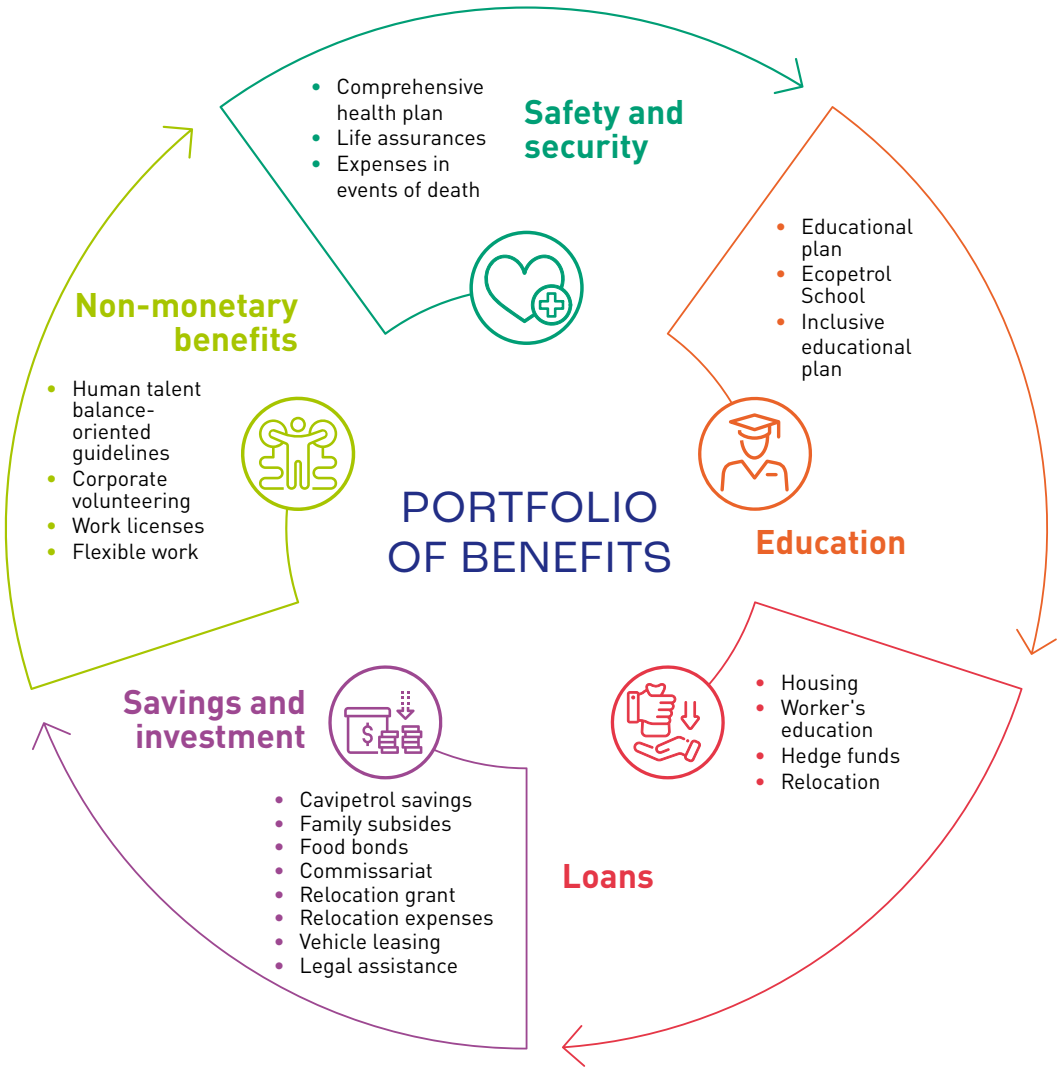 Comprehensive
health plan
Life assurances
Expenses in
events of death
Safety and
security
Educational
plan
Ecopetrol
School
Inclusive
educational
plan
Education
Non-monetary
benefits
Human talent
balance-
oriented
guidelines
Corporate
volunteering
Work licenses
Flexible work
PORTFOLIO
OF BENEFITS
Savings and
investment
$
Cavipetrol savings
Family subsides
Food bonds
Commissariat
Relocation grant
Relocation expenses
Vehicle leasing
Legal assistance
Housing
Worker's
education
Hedge funds
Relocation
Loans